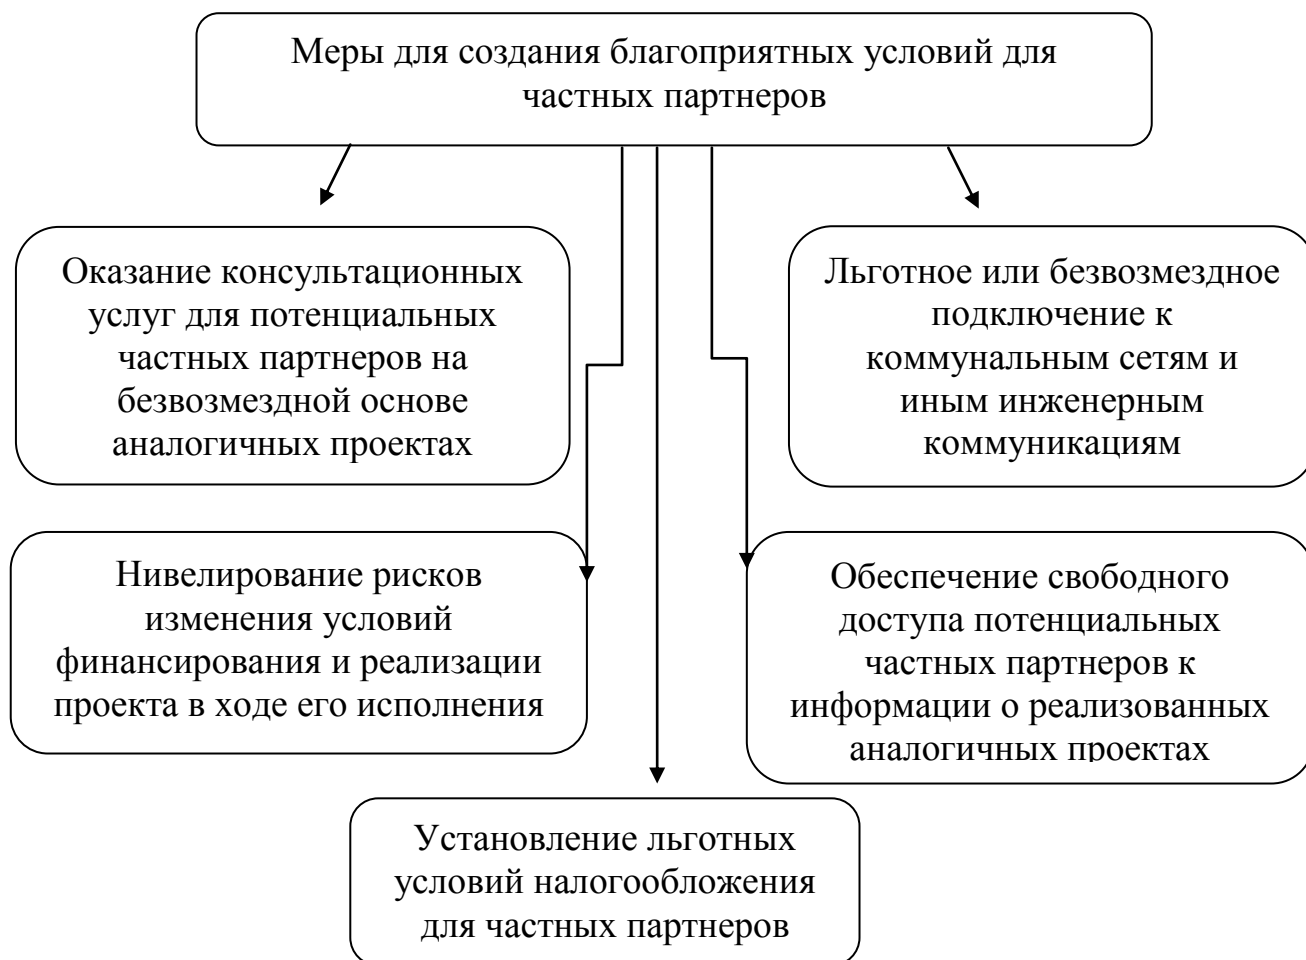 Меры для создания благоприятных условий для
частных партнеров
Оказание консультационных
услуг для потенциальных
частных партнеров на
безвозмездной основе
аналогичных проектах
Льготное или безвозмездное
подключение к
коммунальным сетям и
иным инженерным
коммуникациям
Нивелирование рисков
изменения условий
финансирования и реализации
проекта в ходе его исполнения
Обеспечение свободного
доступа потенциальных
частных партнеров к
информации о реализованных
аналогичных проектах
Установление льготных
условий налогообложения
для частных партнеров